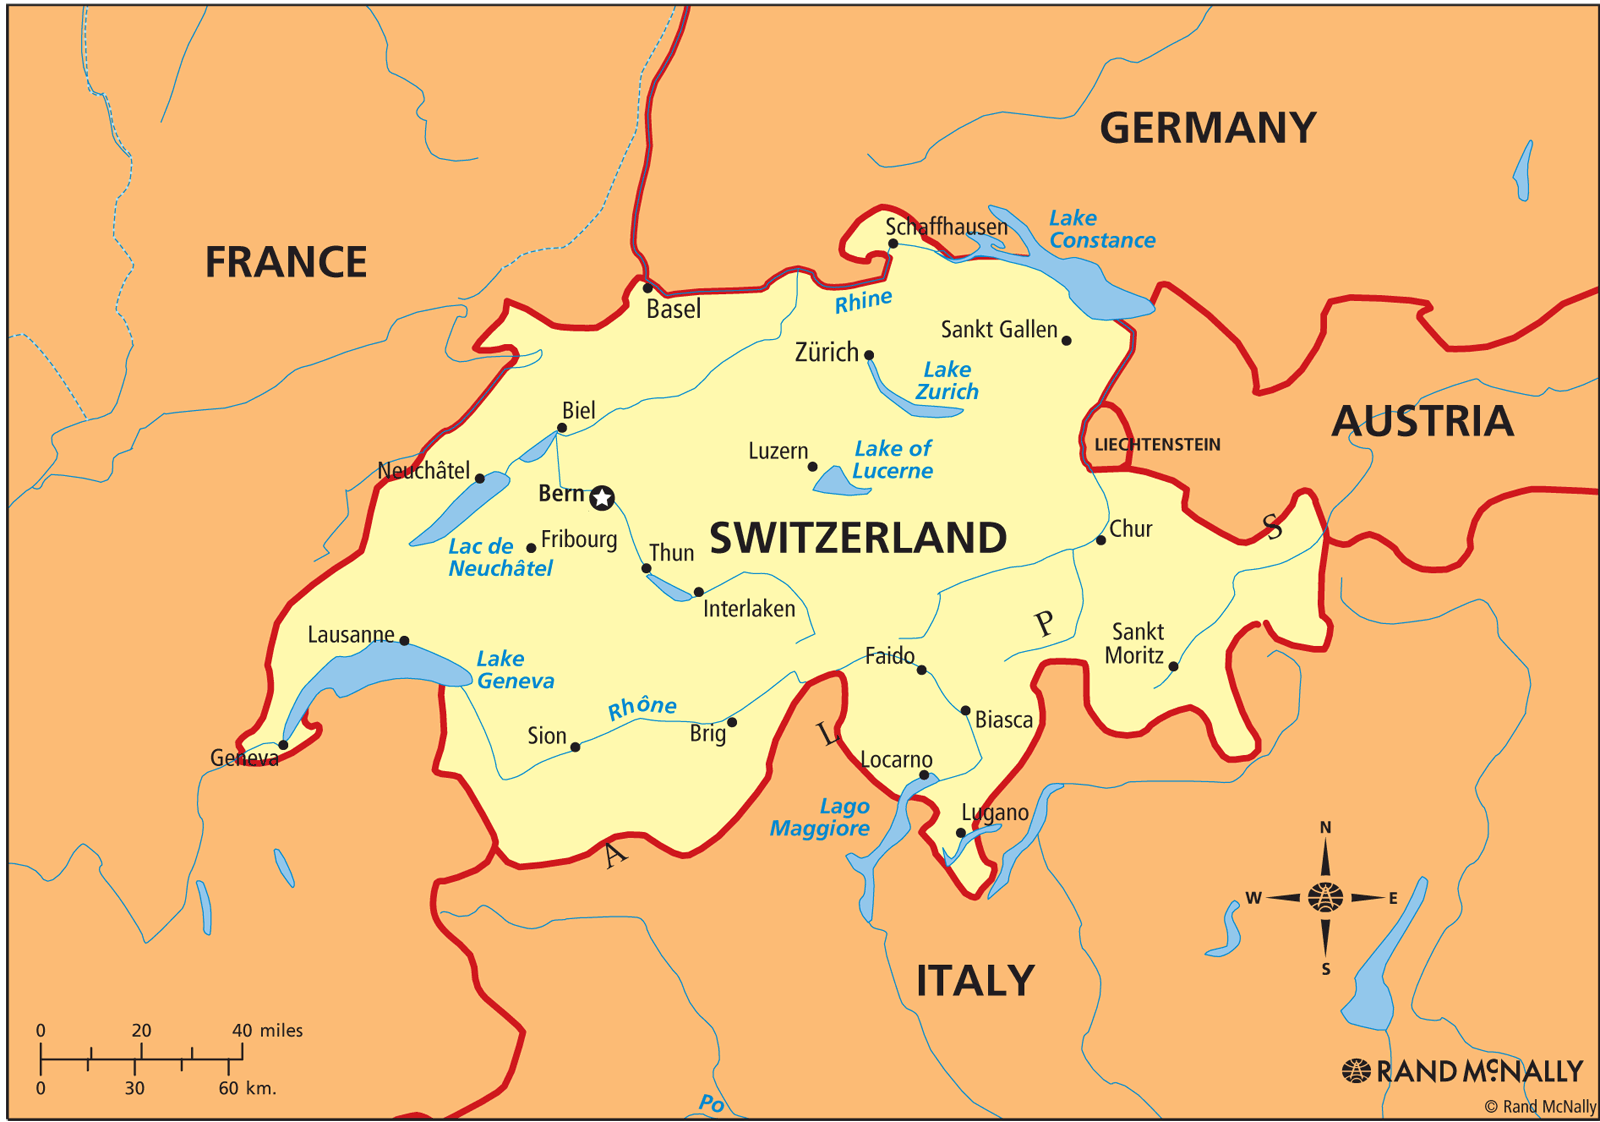 GERMANY
FRANCE
Schaffhausen
Lake
Constance
Rhine
Basel
Sankt Gallen
Zürich
Lake
Zurich
AUSTRIA
Biel
LIECHTENSTEIN
Luzern
Lake of
Lucerne
Neuchâtel
Bern
SWITZERLAND
Chur
S
Fribourg
Lac de
Neuchâtel
Thun
Interlaken
P
Lausanne
Sankt
Moritz
Faido
Lake
Geneva
Rhône
Biasca
Sion
Brig
L
Geneva
Locarno
Lago
Maggiore
Lugano
A
N
W
E
S
ITALY
0 20 40 miles
0 30 60 km.
RAND McNALLY
Po
© Rand McNally